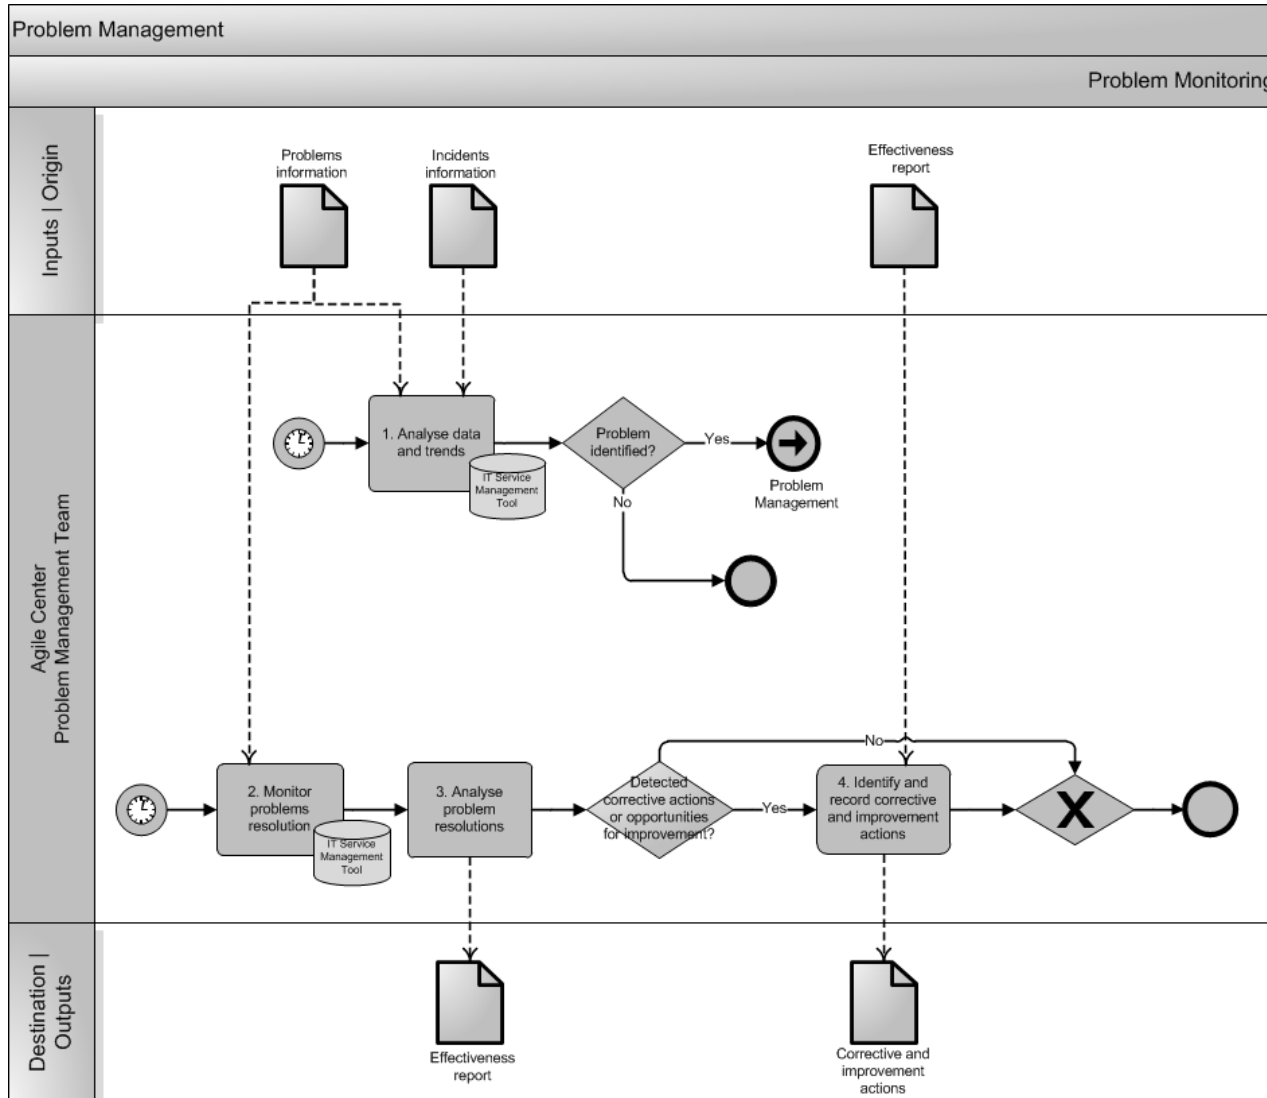 Problem Management
Problem Monitoring
Inputs | Origin
Problems
information
Incidents
information
Effectiveness
report
Agile Center
Problem Management Team
1. Analyse data
and trends
IT Service
Management
Tool
Problem
identified?
Yes
Problem
Management
No
2. Monitor
problems
resolution
IT Service
Management
Tool
3. Analyse
problem
resolutions
Detected
corrective actions
or opportunities
for improvement?
No
Yes
4. Identify and
record corrective
and improvement
actions
X
Destination |
Outputs
Effectiveness
report
Corrective and
improvement
actions